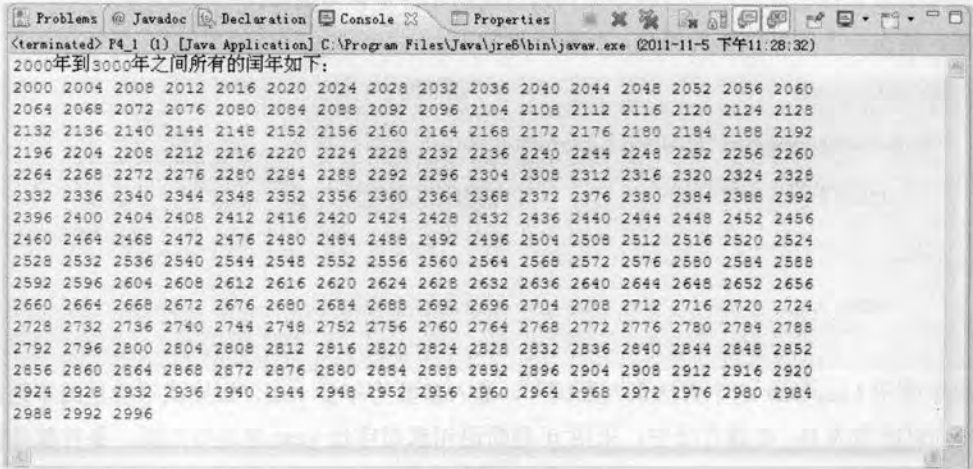 Problems @ Javadoc Declaration Console Properties
<terminated> P4_1 (1) [Java Application] C:\Program Files\Java\jre6\bin\javaw.exe (2011-11-5 下午11:28:32)
2000年到3000年之间所有的闰年如下：
2000 2004 2008 2012 2016 2020 2024 2028 2032 2036 2040 2044 2048 2052 2056 2060
2064 2068 2072 2076 2080 2084 2088 2092 2096 2104 2108 2112 2116 2120 2124 2128
2132 2136 2140 2144 2148 2152 2156 2160 2164 2168 2172 2176 2180 2184 2188 2192
2196 2204 2208 2212 2216 2220 2224 2228 2232 2236 2240 2244 2248 2252 2256 2260
2264 2268 2272 2276 2280 2284 2288 2292 2296 2304 2308 2312 2316 2320 2324 2328
2332 2336 2340 2344 2348 2352 2356 2360 2364 2368 2372 2376 2380 2384 2388 2392
2396 2400 2404 2408 2412 2416 2420 2424 2428 2432 2436 2440 2444 2448 2452 2456
2460 2464 2468 2472 2476 2480 2484 2488 2492 2496 2504 2508 2512 2516 2520 2524
2528 2532 2536 2540 2544 2548 2552 2556 2560 2564 2568 2572 2576 2580 2584 2588
2592 2596 2604 2608 2612 2616 2620 2624 2628 2632 2636 2640 2644 2648 2652 2656
2660 2664 2668 2672 2676 2680 2684 2688 2692 2696 2704 2708 2712 2716 2720 2724
2728 2732 2736 2740 2744 2748 2752 2756 2760 2764 2768 2772 2776 2780 2784 2788
2792 2796 2800 2804 2808 2812 2816 2820 2824 2828 2832 2836 2840 2844 2848 2852
2856 2860 2864 2868 2872 2876 2880 2884 2888 2892 2896 2904 2908 2912 2916 2920
2924 2928 2932 2936 2940 2944 2948 2952 2956 2960 2964 2968 2972 2976 2980 2984
2988 2992 2996